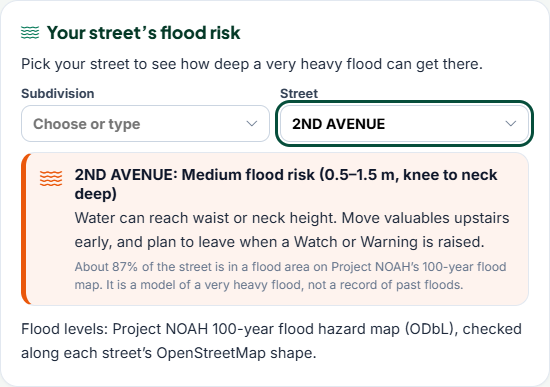 Your street's flood risk
Pick your street to see how deep a very heavy flood can get there.
Subdivision
Street
Choose or type
2ND AVENUE
2ND AVENUE: Medium flood risk (0.5–1.5 m, knee to neck
deep)
Water can reach waist or neck height. Move valuables upstairs
early, and plan to leave when a Watch or Warning is raised.
About 87% of the street is in a flood area on Project NOAH's 100-year flood
map. It is a model of a very heavy flood, not a record of past floods.
Flood levels: Project NOAH 100-year flood hazard map (ODbL), checked
along each street's OpenStreetMap shape.